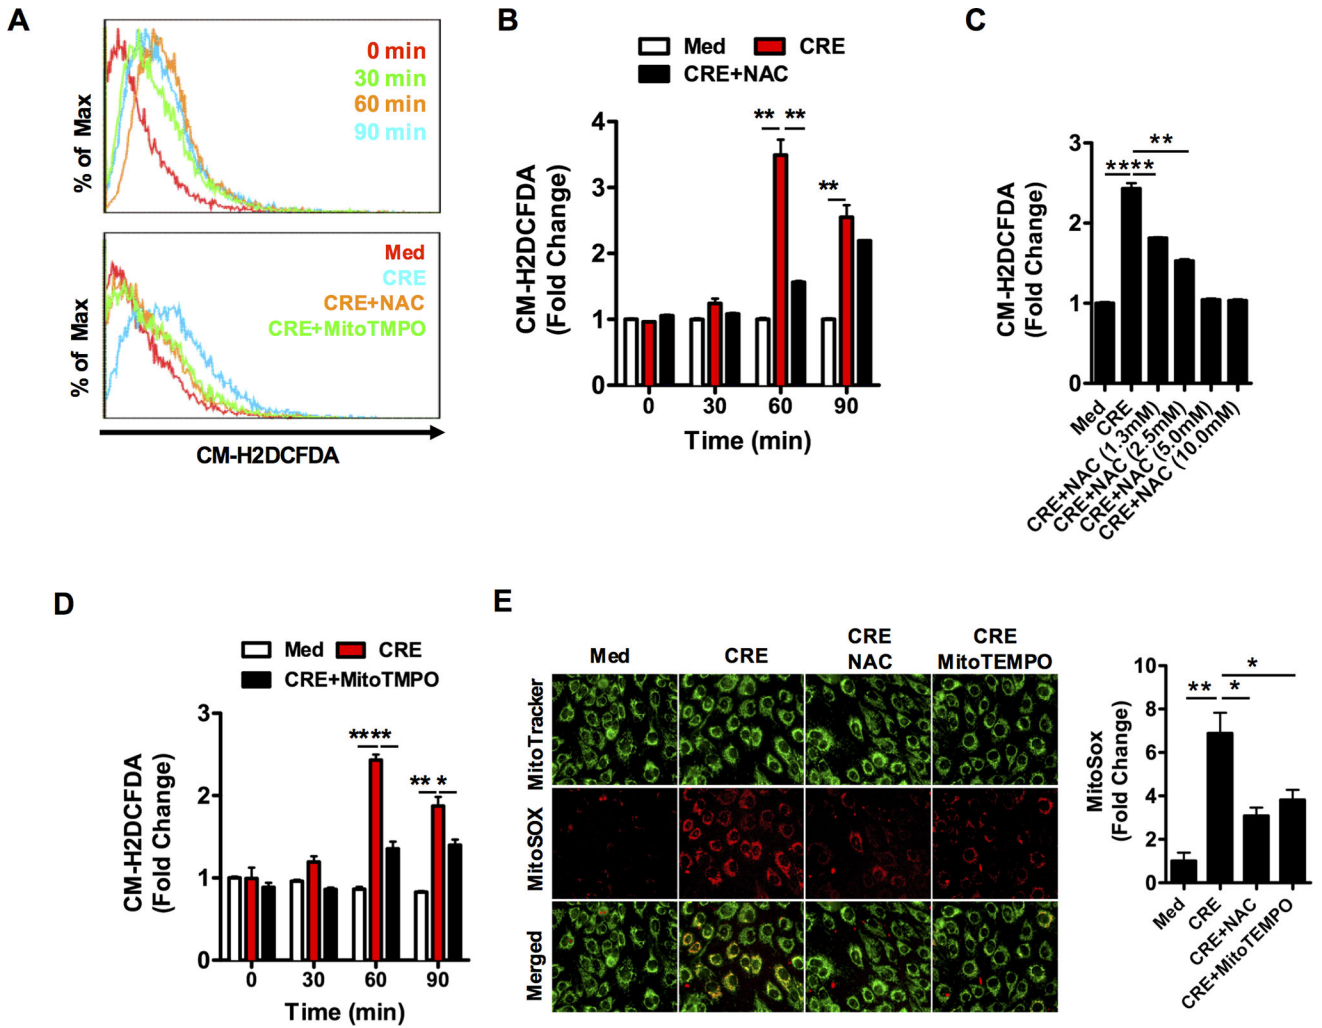 A
0 min
30 min
60 min
90 min
% of Max
Med
CRE
CRE+NAC
CRE+MitoTMPO
% of Max
CM-H2DCFDA
B
Med CRE
CRE+NAC
CM-H2DCFDA
(Fold Change)
4
3
2
1
0
** **
**
0 30 60 90
Time (min)
C
CM-H2DCFDA
(Fold Change)
3
2
1
0
**
****
Med
CRE
CRE+NAC (1.3mM)
CRE+NAC (2.5mM)
CRE+NAC (5.0mM)
CRE+NAC (10.0mM)
D
Med CRE
CRE+MitoTMPO
CM-H2DCFDA
(Fold Change)
3
2
1
0
****
** *
0 30 60 90
Time (min)
E
Med
CRE
CRE
NAC
CRE
MitoTEMPO
MitoTracker
MitoSOX
Merged
MitoSox
(Fold Change)
10
8
6
4
2
0
*
** *
Med
CRE
CRE+NAC
CRE+MitoTEMPO